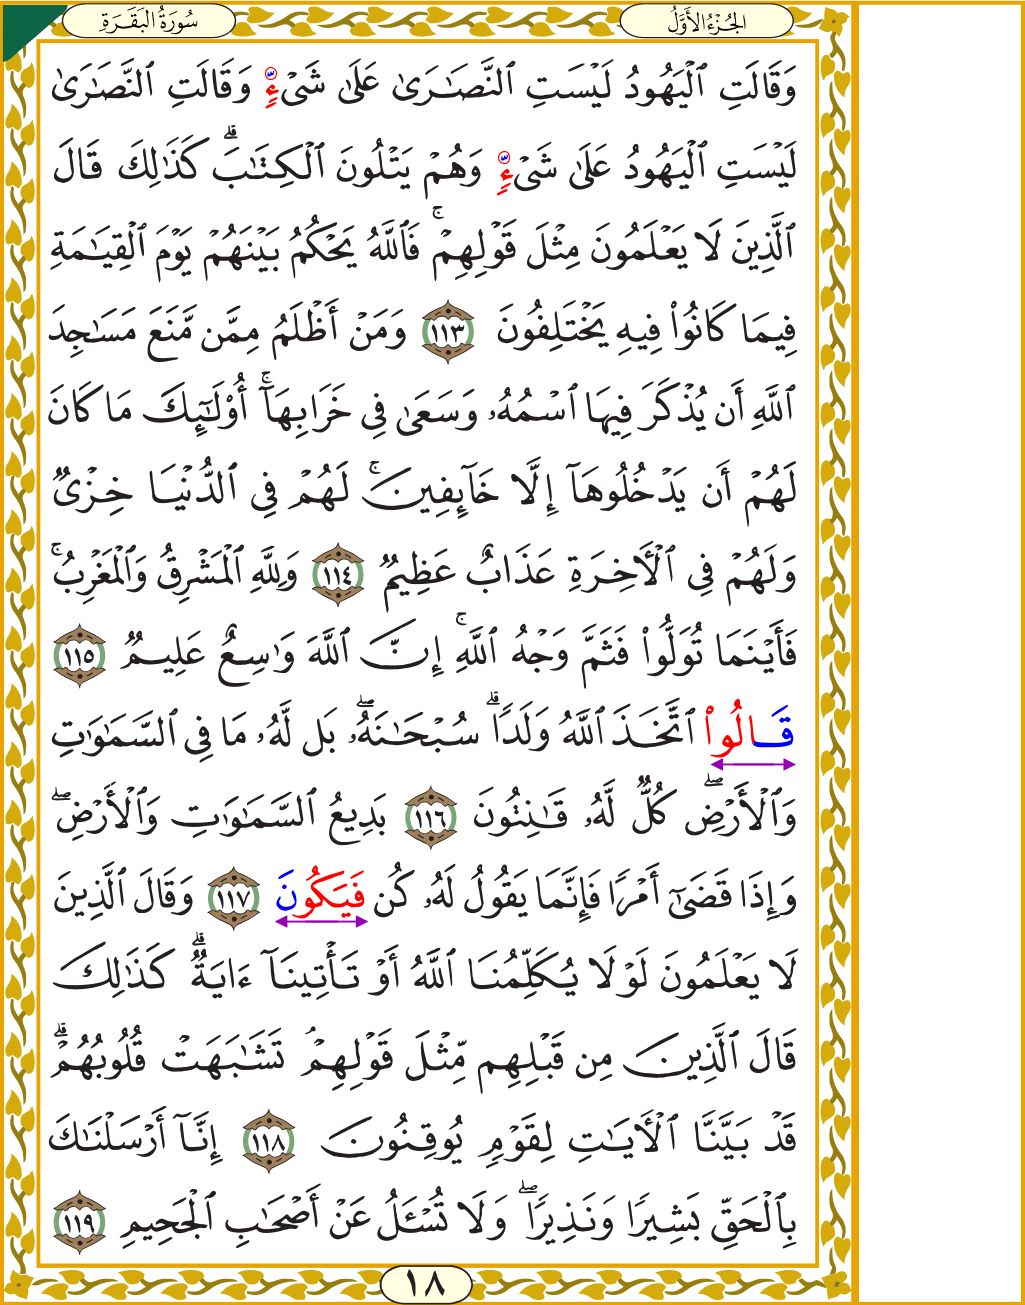 الجُزْءُ الأَوَّلُ
سُورَةُ البَقَرَةِ
وَقَالَتِ ٱلۡيَهُودُ لَيۡسَتِ ٱلنَّصَـٰرَىٰ عَلَىٰ شَىۡءٍۢ وَقَالَتِ ٱلنَّصَـٰرَىٰ
لَيۡسَتِ ٱلۡيَهُودُ عَلَىٰ شَىۡءٍۢ وَهُمۡ يَتۡلُونَ ٱلۡكِتَـٰبَۗ كَذَٰلِكَ قَالَ
ٱلَّذِينَ لَا يَعۡلَمُونَ مِثۡلَ قَوۡلِهِمۡۚ فَٱللَّهُ يَحۡكُمُ بَيۡنَهُمۡ يَوۡمَ ٱلۡقِيَـٰمَةِ
فِيمَا كَانُوا۟ فِيهِ يَخۡتَلِفُونَ ١١٣ وَمَنۡ أَظۡلَمُ مِمَّن مَّنَعَ مَسَـٰجِدَ
ٱللَّهِ أَن يُذۡكَرَ فِيهَا ٱسۡمُهُۥ وَسَعَىٰ فِى خَرَابِهَآۚ أُو۟لَـٰٓئِكَ مَا كَانَ
لَهُمۡ أَن يَدۡخُلُوهَآ إِلَّا خَآئِفِينَۚ لَهُمۡ فِى ٱلدُّنۡيَا خِزۡىٌۭ
وَلَهُمۡ فِى ٱلۡأَخِرَةِ عَذَابٌ عَظِيمٌۭ ١١٤ وَلِلَّهِ ٱلۡمَشۡرِقُ وَٱلۡمَغۡرِبُۚ
فَأَيۡنَمَا تُوَلُّوا۟ فَثَمَّ وَجۡهُ ٱللَّهِۚ إِنَّ ٱللَّهَ وَٰسِعٌ عَلِيمٌۭ ١١٥
قَالُوا۟ ٱتَّخَذَ ٱللَّهُ وَلَدًاۗ سُبۡحَـٰنَهُۥۖ بَل لَّهُۥ مَا فِى ٱلسَّمَـٰوَٰتِ
وَٱلۡأَرۡضِۖ كُلٌّۭ لَّهُۥ قَـٰنِتُونَ ١١٦ بَدِيعُ ٱلسَّمَـٰوَٰتِ وَٱلۡأَرۡضِۖ
وَإِذَا قَضَىٰٓ أَمۡرًۭا فَإِنَّمَا يَقُولُ لَهُۥ كُن فَيَكُونَ ١١٧ وَقَالَ ٱلَّذِينَ
لَا يَعۡلَمُونَ لَوۡلَا يُكَلِّمُنَا ٱللَّهُ أَوۡ تَأۡتِينَآ ءَايَةٌۭۗ كَذَٰلِكَ
قَالَ ٱلَّذِينَ مِن قَبۡلِهِم مِّثۡلَ قَوۡلِهِمۡۘ تَشَـٰبَهَتۡ قُلُوبُهُمۡۗ
قَدۡ بَيَّنَّا ٱلۡأَيَـٰتِ لِقَوۡمٍۢ يُوقِنُونَ ١١٨ إِنَّآ أَرۡسَلۡنَـٰكَ
بِٱلۡحَقِّ بَشِيرًۭا وَنَذِيرًۭاۖ وَلَا تُسۡـَٔلُ عَنۡ أَصۡحَـٰبِ ٱلۡجَحِيمِ ١١٩
١٨